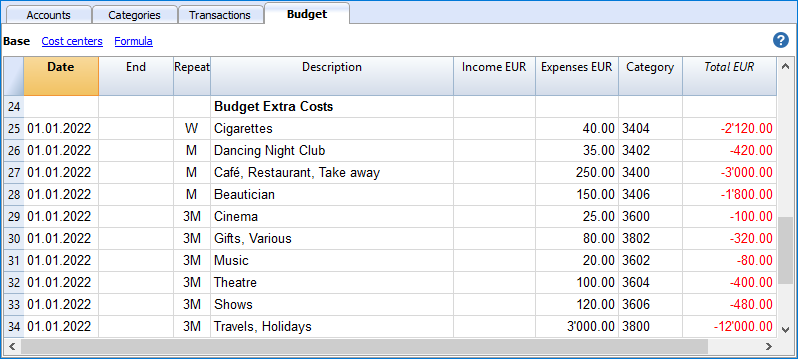 Accounts Categories Transactions Budget
Base Cost centers Formula ?
Date End Repeat Description Income EUR Expenses EUR Category Total EUR
24 Budget Extra Costs
25 01.01.2022 W Cigarettes 40.00 3404 -2'120.00
26 01.01.2022 M Dancing Night Club 35.00 3402 -420.00
27 01.01.2022 M Café, Restaurant, Take away 250.00 3400 -3'000.00
28 01.01.2022 M Beautician 150.00 3406 -1'800.00
29 01.01.2022 3M Cinema 25.00 3600 -100.00
30 01.01.2022 3M Gifts, Various 80.00 3802 -320.00
31 01.01.2022 3M Music 20.00 3602 -80.00
32 01.01.2022 3M Theatre 100.00 3604 -400.00
33 01.01.2022 3M Shows 120.00 3606 -480.00
34 01.01.2022 3M Travels, Holidays 3'000.00 3800 -12'000.00